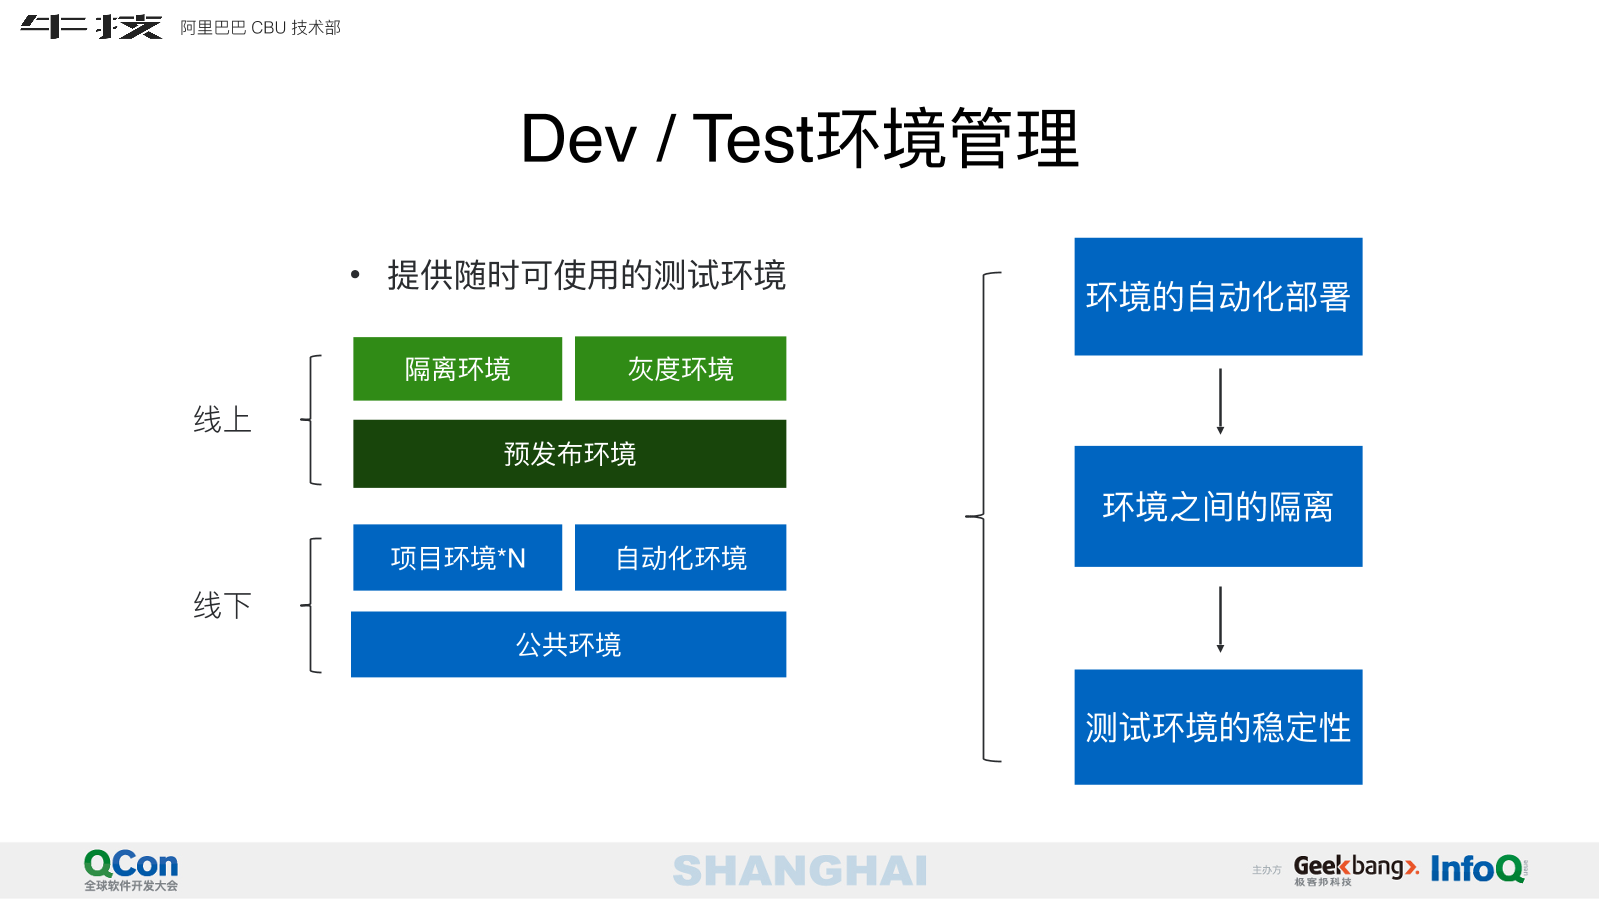 牛技 阿里巴巴 CBU 技术部
Dev / Test环境管理
• 提供随时可使用的测试环境
线上
隔离环境
灰度环境
预发布环境
线下
项目环境*N
自动化环境
公共环境
环境的自动化部署
环境之间的隔离
测试环境的稳定性
QCon
全球软件开发大会
SHANGHAI
主办方
Geekbang>.
极客邦科技
InfoQ